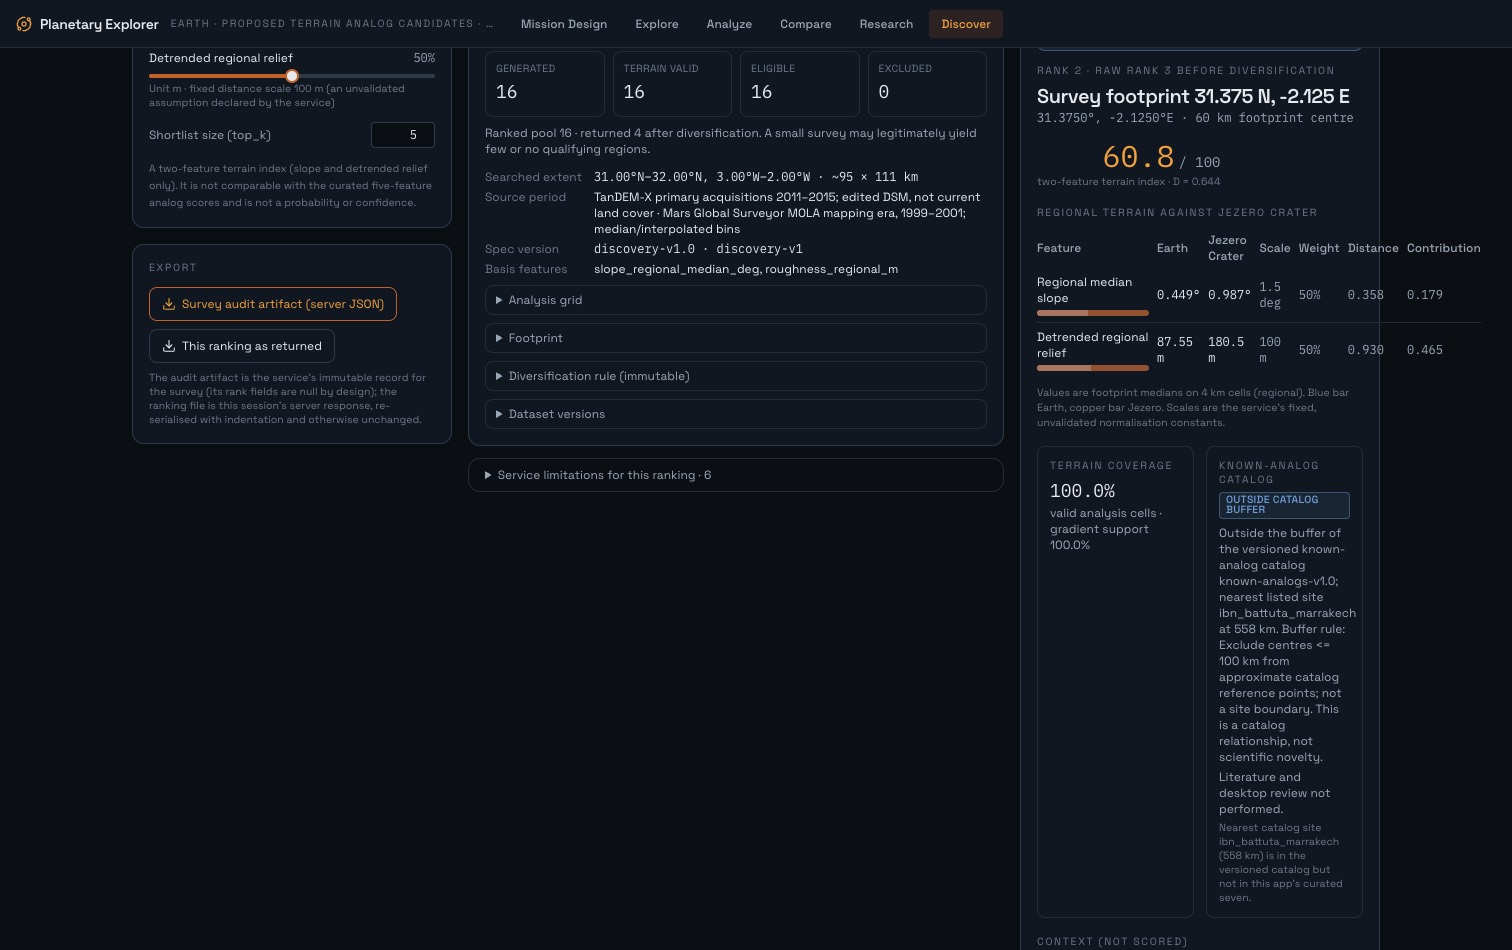 Planetary Explorer
EARTH · PROPOSED TERRAIN ANALOG CANDIDATES · …
Mission Design
Explore
Analyze
Compare
Research
Discover
Detrended regional relief
50%
Unit m · fixed distance scale 100 m (an unvalidated
assumption declared by the service)
Shortlist size (top_k)
5
A two-feature terrain index (slope and detrended relief
only). It is not comparable with the curated five-feature
analog scores and is not a probability or confidence.
EXPORT
Survey audit artifact (server JSON)
This ranking as returned
The audit artifact is the service's immutable record for
the survey (its rank fields are null by design); the
ranking file is this session's server response, re-
serialised with indentation and otherwise unchanged.
GENERATED
16
TERRAIN VALID
16
ELIGIBLE
16
EXCLUDED
0
Ranked pool 16 · returned 4 after diversification. A small survey may legitimately yield
few or no qualifying regions.
Searched extent
31.00°N–32.00°N, 3.00°W–2.00°W · ~95 × 111 km
Source period
TanDEM-X primary acquisitions 2011–2015; edited DSM, not current
land cover · Mars Global Surveyor MOLA mapping era, 1999–2001;
median/interpolated bins
Spec version
discovery-v1.0 · discovery-v1
Basis features
slope_regional_median_deg, roughness_regional_m
Analysis grid
Footprint
Diversification rule (immutable)
Dataset versions
Service limitations for this ranking · 6
RANK 2 · RAW RANK 3 BEFORE DIVERSIFICATION
Survey footprint 31.375 N, -2.125 E
31.3750°, -2.1250°E · 60 km footprint centre
60.8 / 100
two-feature terrain index · D = 0.644
REGIONAL TERRAIN AGAINST JEZERO CRATER
Feature
Earth
Jezero
Crater
Scale
Weight
Distance
Contribution
Regional median
slope
0.449°
0.987°
1.5
deg
50%
0.358
0.179
Detrended regional
relief
87.55
m
180.5
m
100
m
50%
0.930
0.465
Values are footprint medians on 4 km cells (regional). Blue bar
Earth, copper bar Jezero. Scales are the service's fixed,
unvalidated normalisation constants.
TERRAIN COVERAGE
100.0%
valid analysis cells ·
gradient support
100.0%
KNOWN-ANALOG
CATALOG
OUTSIDE CATALOG
BUFFER
Outside the buffer of
the versioned known-
analog catalog
known-analogs-v1.0;
nearest listed site
ibn_battuta_marrakech
at 558 km. Buffer rule:
Exclude centres <=
100 km from
approximate catalog
reference points; not
a site boundary. This
is a catalog
relationship, not
scientific novelty.
Literature and
desktop review not
performed.
Nearest catalog site
ibn_battuta_marrakech
(558 km) is in the
versioned catalog but
not in this app's curated
seven.
CONTEXT (NOT SCORED)